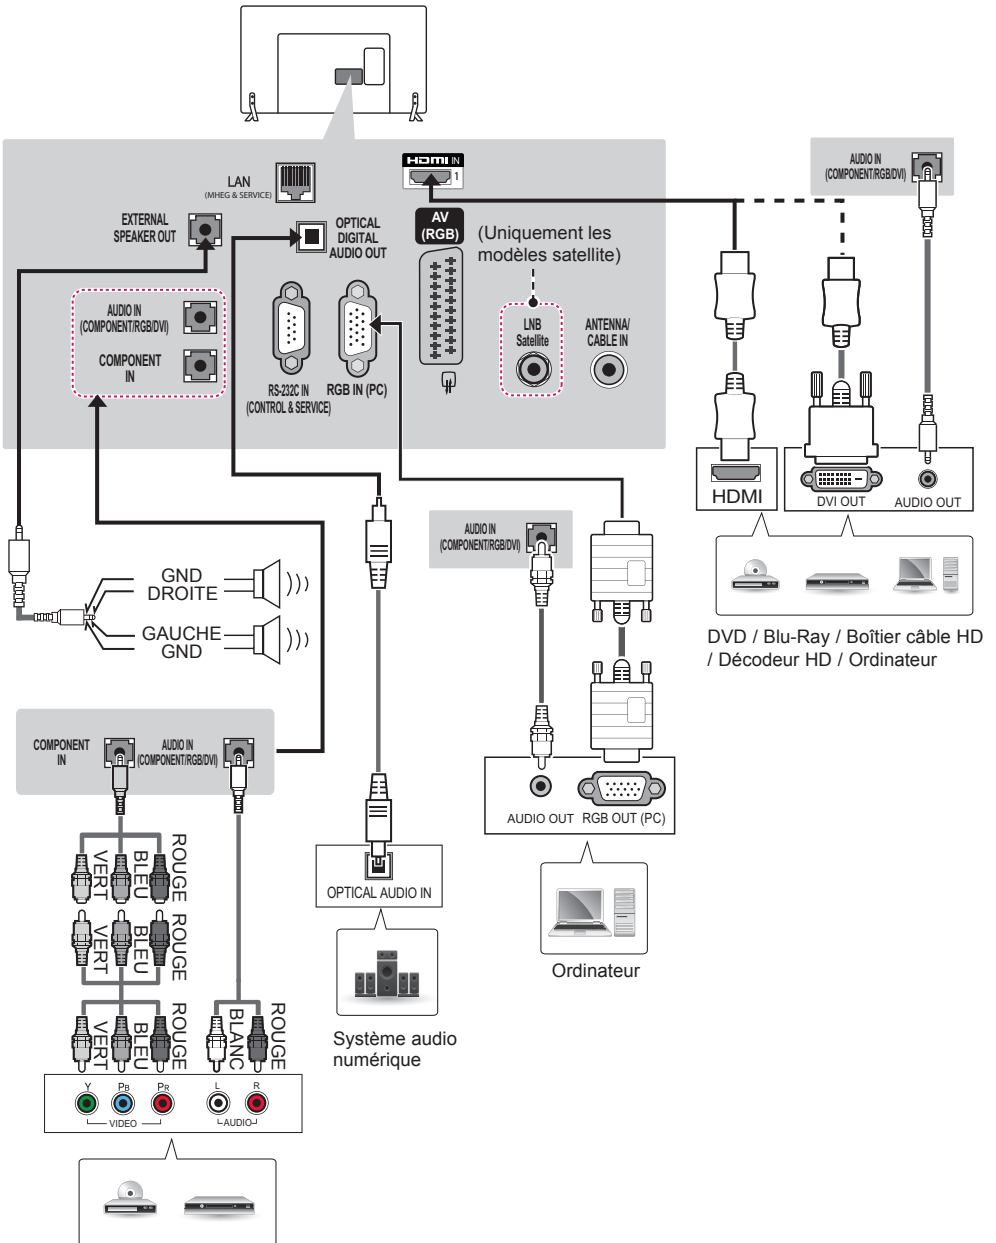 HDMI IN
1
LAN
(MHEG & SERVICE)
EXTERNAL
SPEAKER OUT
OPTICAL
DIGITAL
AUDIO OUT
AV
(RGB)
(Uniquement les
modèles satellite)
AUDIO IN
(COMPONENT/RGB/DVI)
AUDIO IN
(COMPONENT/RGB/DVI)
COMPONENT
IN
RS-232C IN
(CONTROL & SERVICE)
RGB IN (PC)
LNB
Satellite
ANTENNA/
CABLE IN
HDMI
DVI OUT
AUDIO OUT
DVD / Blu-Ray / Boîtier câble HD
/ Décodeur HD / Ordinateur
AUDIO IN
(COMPONENT/RGB/DVI)
GND
DROITE
GAUCHE
GND
COMPONENT
IN
AUDIO IN
(COMPONENT/RGB/DVI)
AUDIO OUT
RGB OUT (PC)
Ordinateur
OPTICAL AUDIO IN
Système audio
numérique
VERT
BLEU
ROUGE
VERT
BLEU
ROUGE
VERT
BLEU
ROUGE
BLANC
ROUGE
Y
PB
PR
L
R
VIDEO
AUDIO